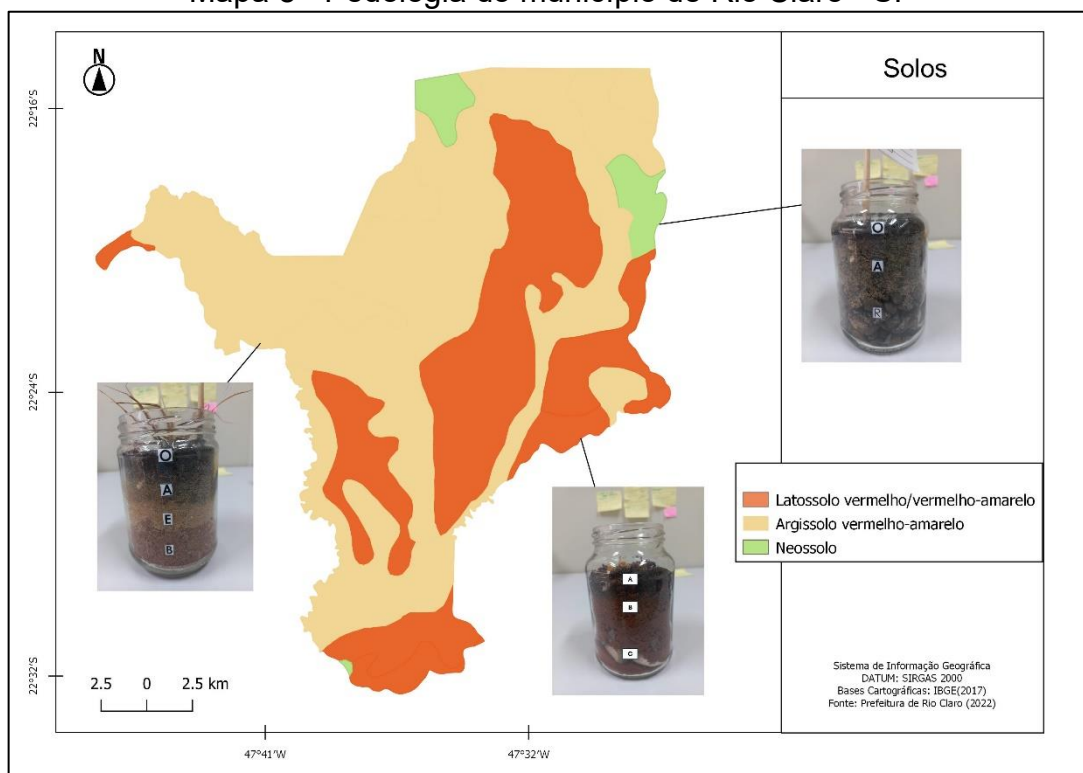 N
22°16'S
22°24'S
22°32'S
47°41'W
47°32'W
2.5 0 2.5 km
Solos
O
A
R
O
A
E
B
A
B
C
Latossolo vermelho/vermelho-amarelo
Argissolo vermelho-amarelo
Neossolo
Sistema de Informação Geográfica
DATUM: SIRGAS 2000
Bases Cartográficas: IBGE(2017)
Fonte: Prefeitura de Rio Claro (2022)